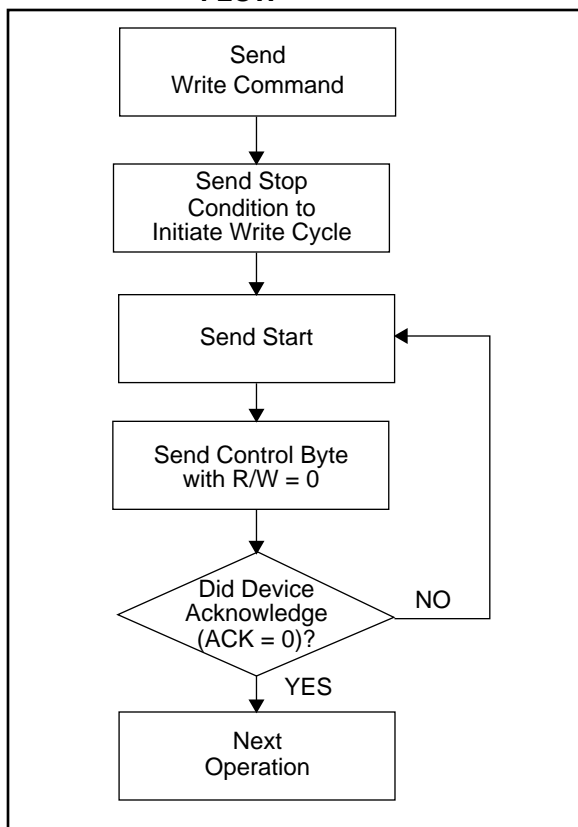 FLOW
Send
Write Command
Send Stop
Condition to
Initiate Write Cycle
Send Start
Send Control Byte
with R/W = 0
Did Device
Acknowledge
(ACK = 0)?
NO
YES
Next
Operation